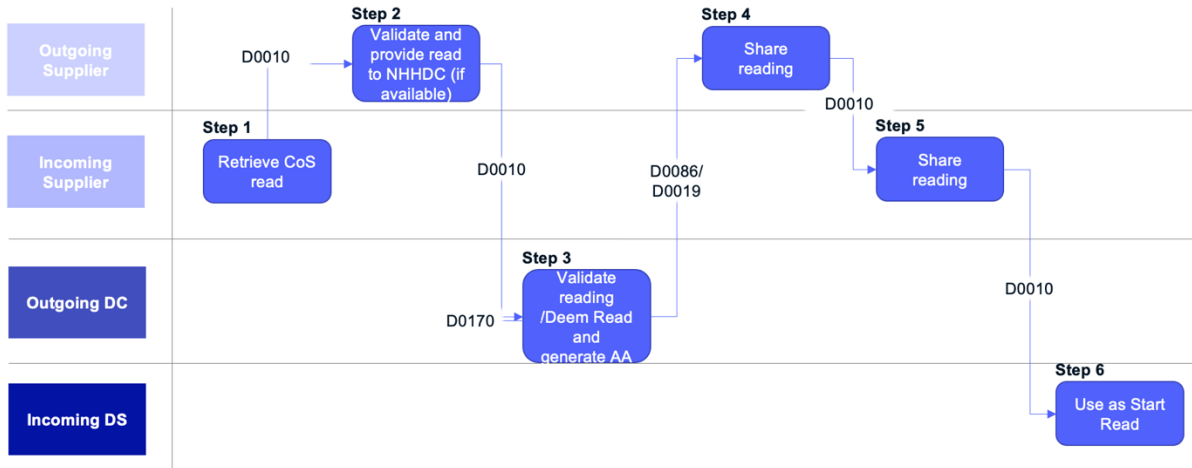 Outgoing
Supplier
Step 2
Validate and
provide read
to NHHDC (if
available)
D0010
Step 4
Share
reading
D0010
Incoming
Supplier
Step 1
Retrieve CoS
read
D0010
D0086/
D0019
Step 5
Share
reading
Outgoing DC
D0170
Step 3
Validate
reading
/Deem Read
and
generate AA
D0010
Incoming DS
Step 6
Use as Start
Read